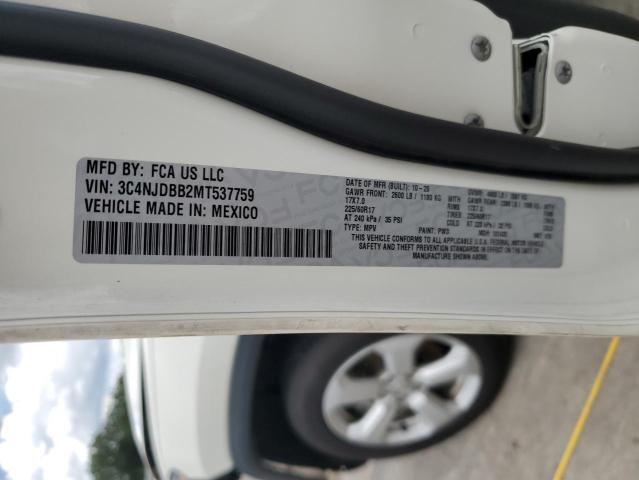 MFD BY: FCA US LLC
VIN: 3C4NJDBB2MT537759
VEHICLE MADE IN: MEXICO
DATE OF MFR (BUILT): 10-20
GAWR FRONT: 2600 LB / 1180 KG
17X7.0
225/60R17
AT 240 kPa / 35 PSI
TYPE: MPV
PAINT: PW3
THIS VEHICLE CONFORMS TO ALL APPLICABLE U.S.A. FEDERAL MOTOR VEHICLE
SAFETY AND THEFT PREVENTION STANDARDS IN EFFECT ON THE DATE OF
MANUFACTURE SHOWN ABOVE.